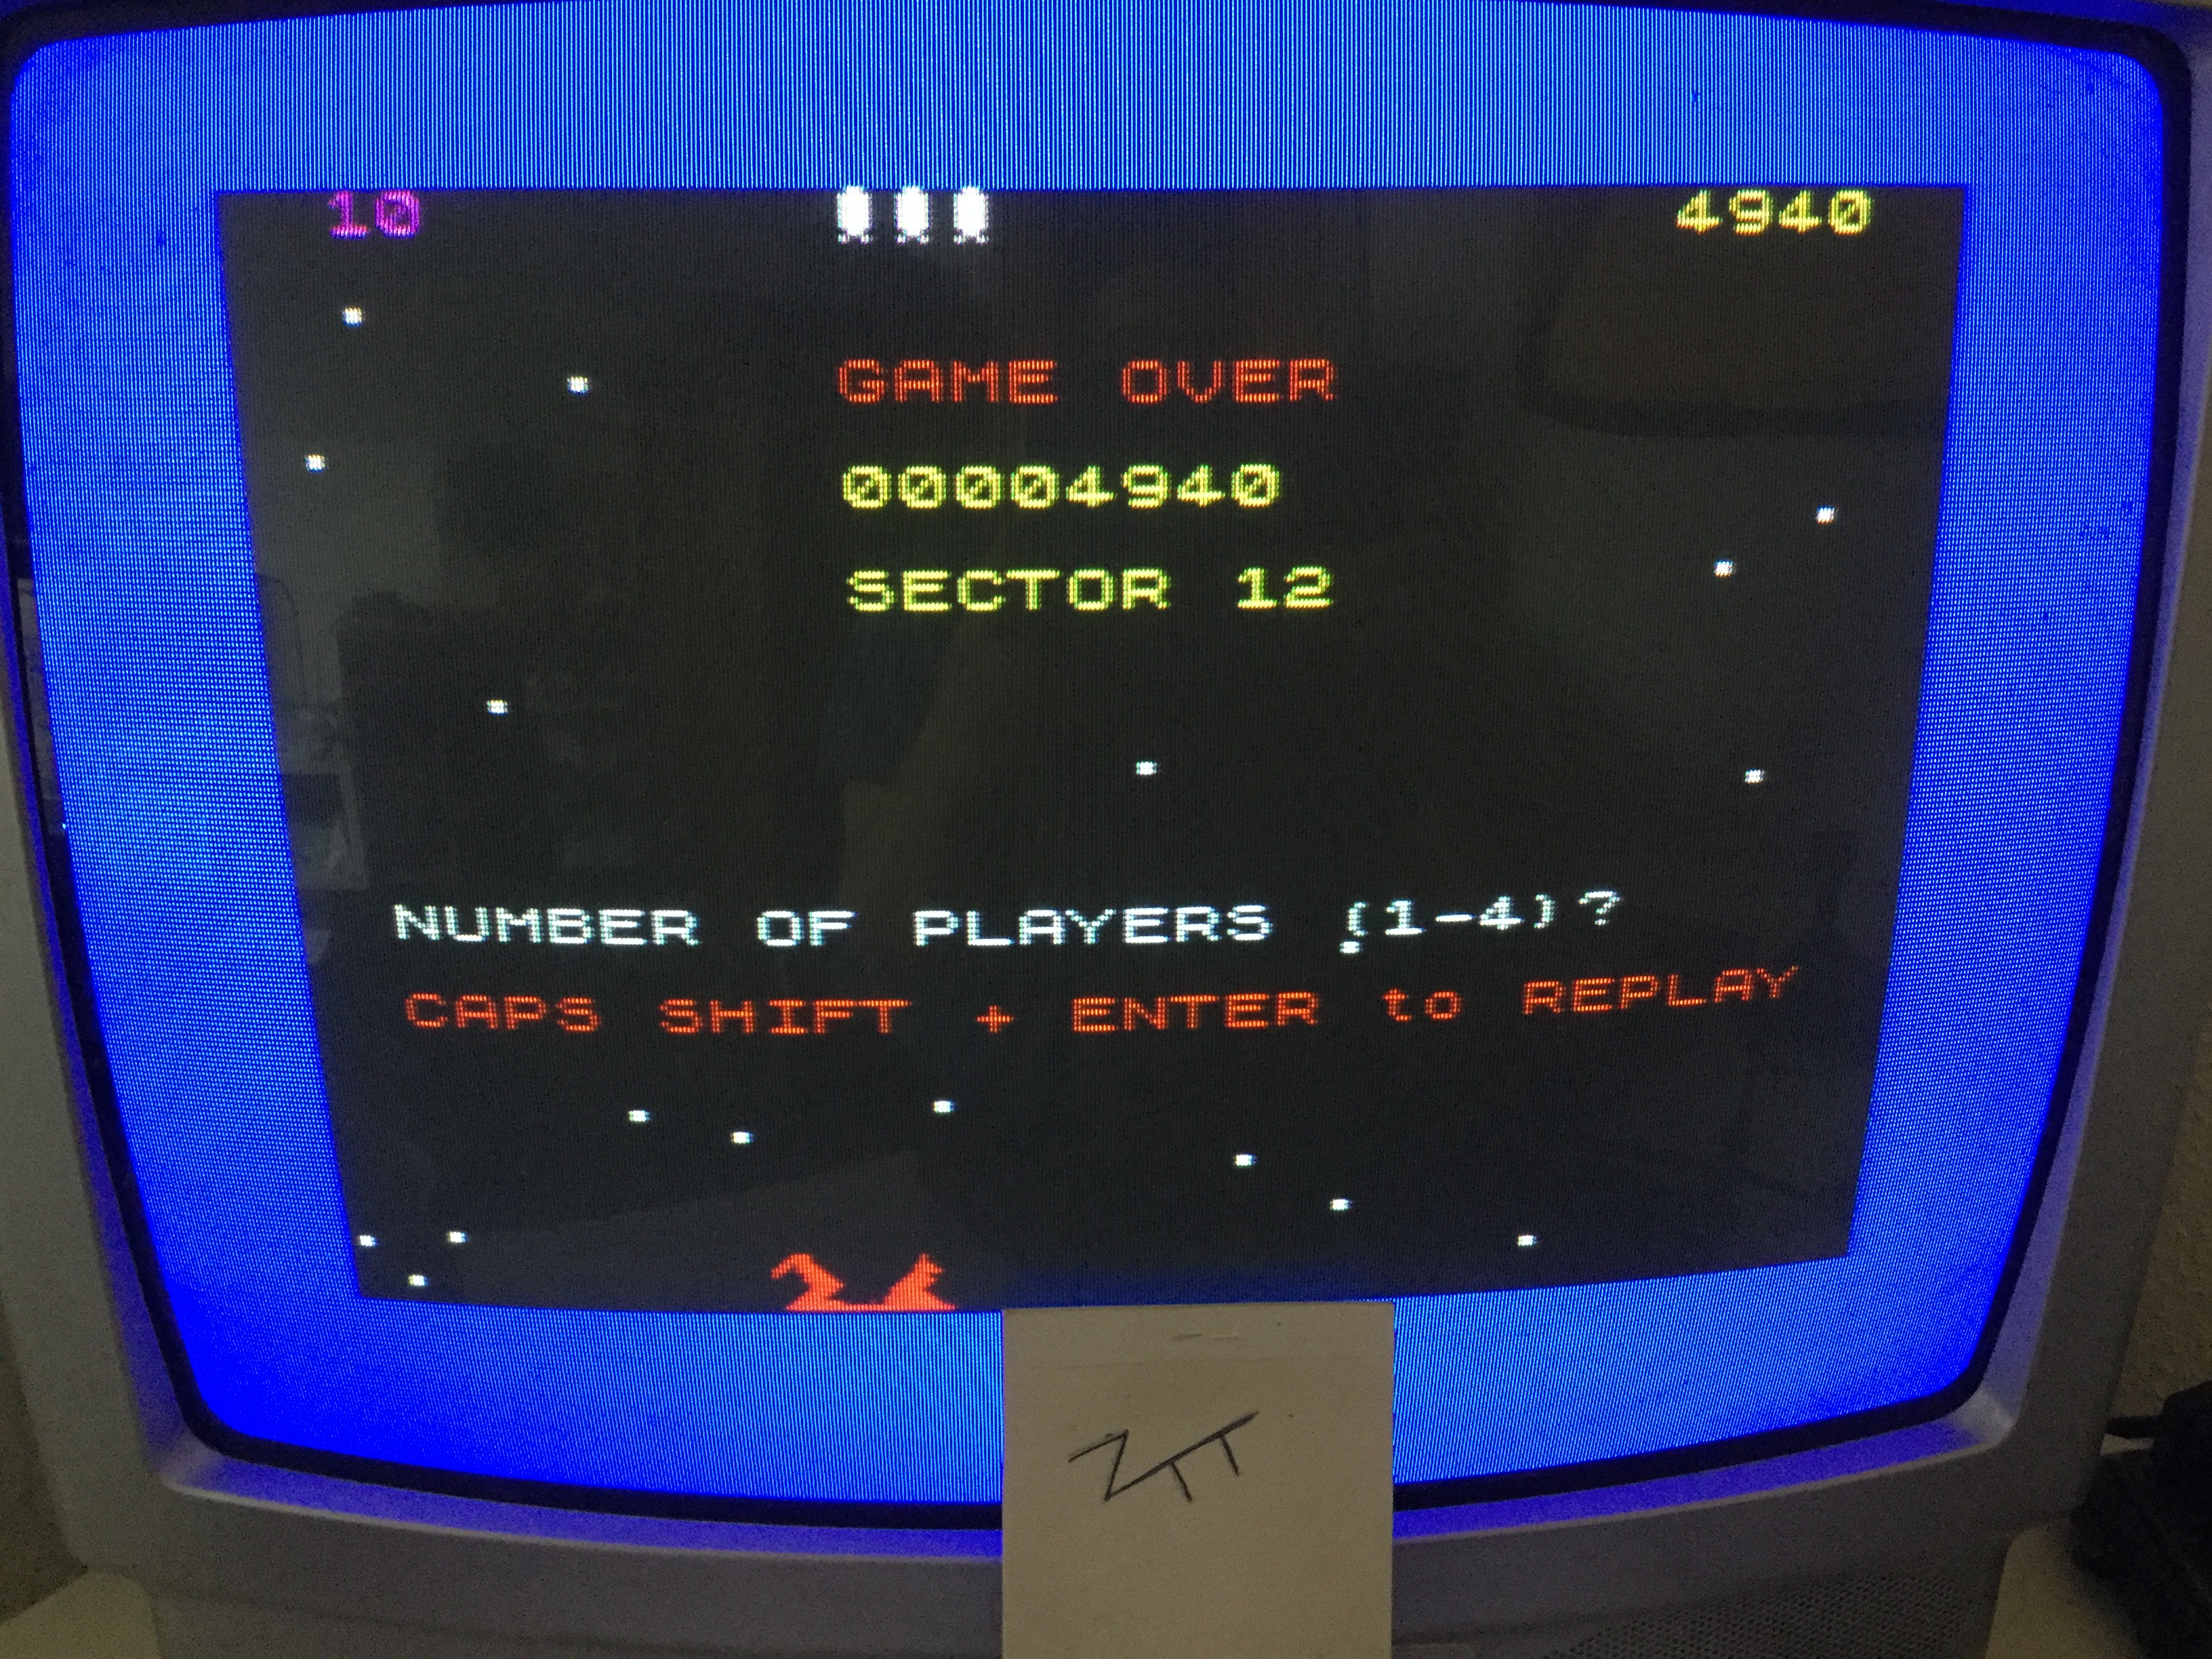 10 4940
GAME OVER
00004940
SECTOR 12
NUMBER OF PLAYERS (1-4)?
CAPS SHIFT + ENTER to REPLAY
ZTT